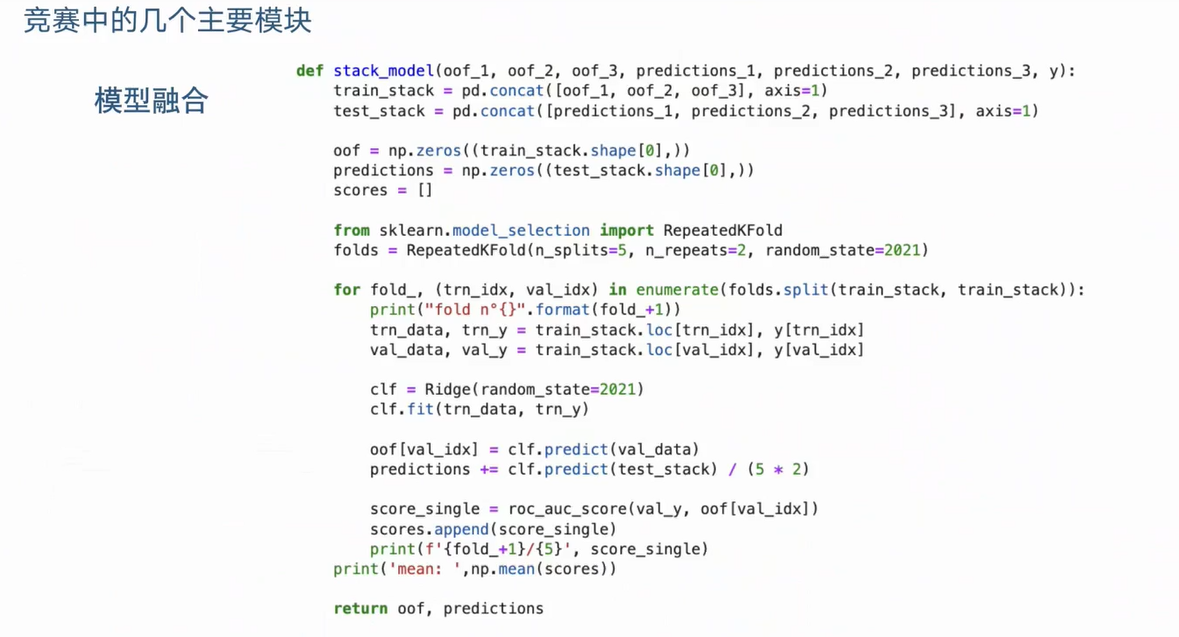 竞赛中的几个主要模块
模型融合
def stack_model(oof_1, oof_2, oof_3, predictions_1, predictions_2, predictions_3, y):
    train_stack = pd.concat([oof_1, oof_2, oof_3], axis=1)
    test_stack = pd.concat([predictions_1, predictions_2, predictions_3], axis=1)
    oof = np.zeros((train_stack.shape[0],))
    predictions = np.zeros((test_stack.shape[0],))
    scores = []
    from sklearn.model_selection import RepeatedKFold
    folds = RepeatedKFold(n_splits=5, n_repeats=2, random_state=2021)
    for fold_, (trn_idx, val_idx) in enumerate(folds.split(train_stack, train_stack)):
        print("fold n°{}".format(fold_+1))
        trn_data, trn_y = train_stack.loc[trn_idx], y[trn_idx]
        val_data, val_y = train_stack.loc[val_idx], y[val_idx]
        clf = Ridge(random_state=2021)
        clf.fit(trn_data, trn_y)
        oof[val_idx] = clf.predict(val_data)
        predictions += clf.predict(test_stack) / (5 * 2)
        score_single = roc_auc_score(val_y, oof[val_idx])
        scores.append(score_single)
        print(f'{fold_+1}/{5}', score_single)
    print('mean: ',np.mean(scores))
    return oof, predictions